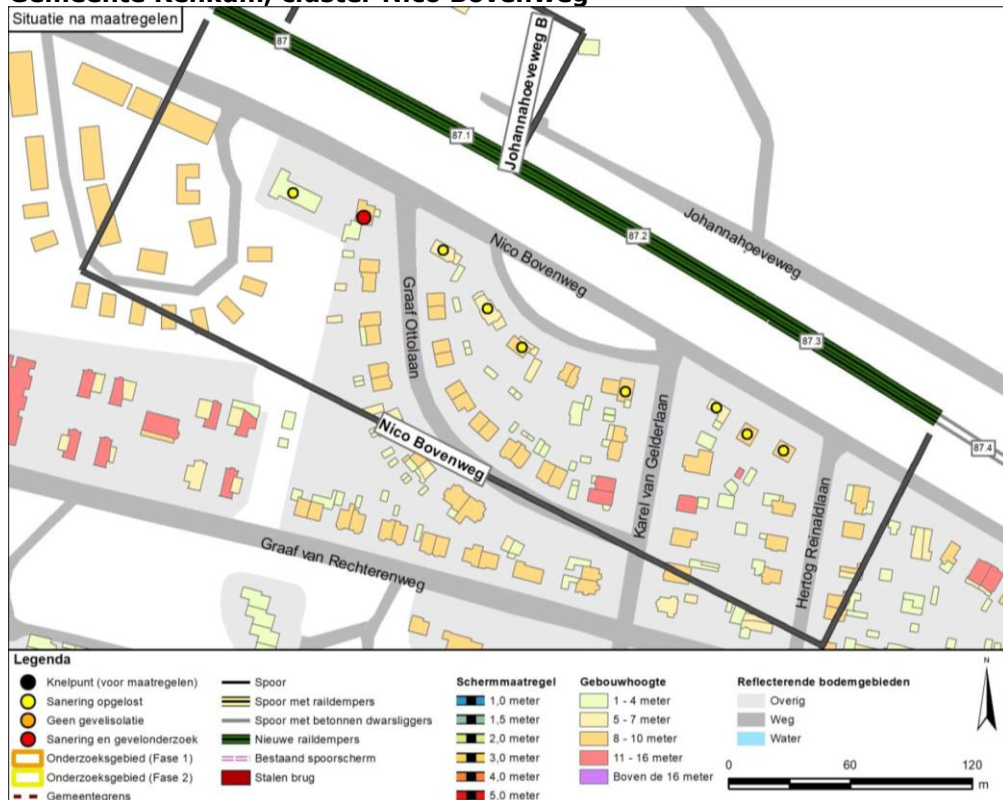 Gemeente Renkum, cluster Nico Bovenweg
Situatie na maatregelen
87
Johannahoeveweg B
87.1
87.2
Johannahoeveweg
Nico Bovenweg
87.3
Graaf Ottolaan
87.4
Nico Bovenweg
Karel van Gelderlaan
Hertog Reinaldlaan
Graaf van Rechterenweg
Legenda
Knelpunt (voor maatregelen)
Sanering opgelost
Geen gevelisolatie
Sanering en gevelonderzoek
Onderzoeksgebied (Fase 1)
Onderzoeksgebied (Fase 2)
Gemeentegrens
Spoor
Spoor met raildempers
Spoor met betonnen dwarsliggers
Nieuwe raildempers
Bestaand spoorscherm
Stalen brug
Schermmaatregel
1,0 meter
1,5 meter
2,0 meter
3,0 meter
4,0 meter
5,0 meter
Gebouwhoogte
1 - 4 meter
5 - 7 meter
8 - 10 meter
11 - 16 meter
Boven de 16 meter
Reflecterende bodemgebieden
Overig
Weg
Water
N
0 60 120
m